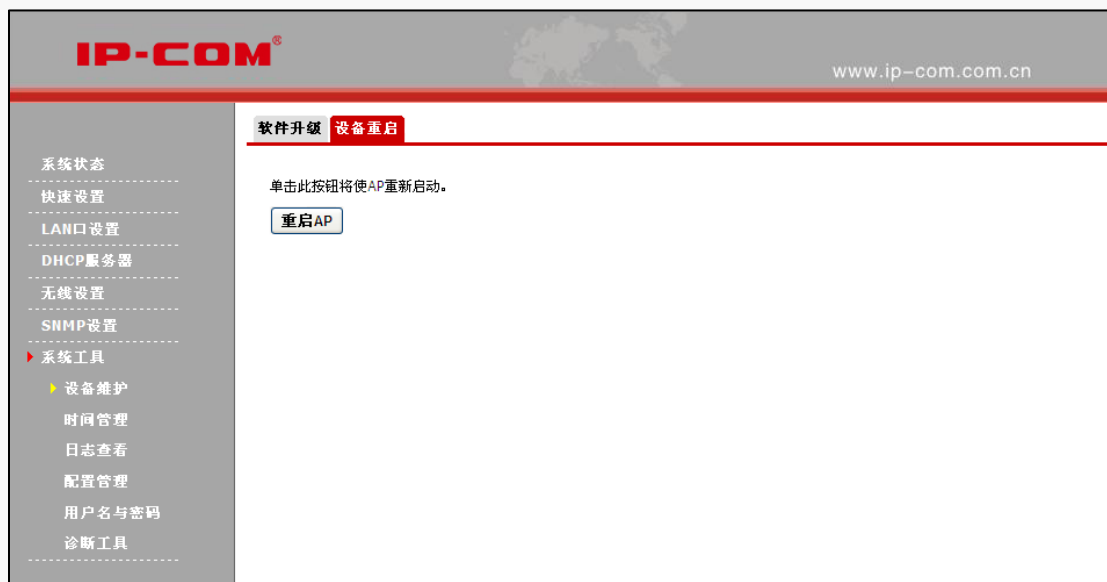 IP-COM®
www.ip-com.com.cn
软件升级 设备重启
系统状态
快速设置
LAN口设置
DHCP服务器
无线设置
SNMP设置
系统工具
设备维护
时间管理
日志查看
配置管理
用户名与密码
诊断工具
单击此按钮将使AP重新启动。
重启AP